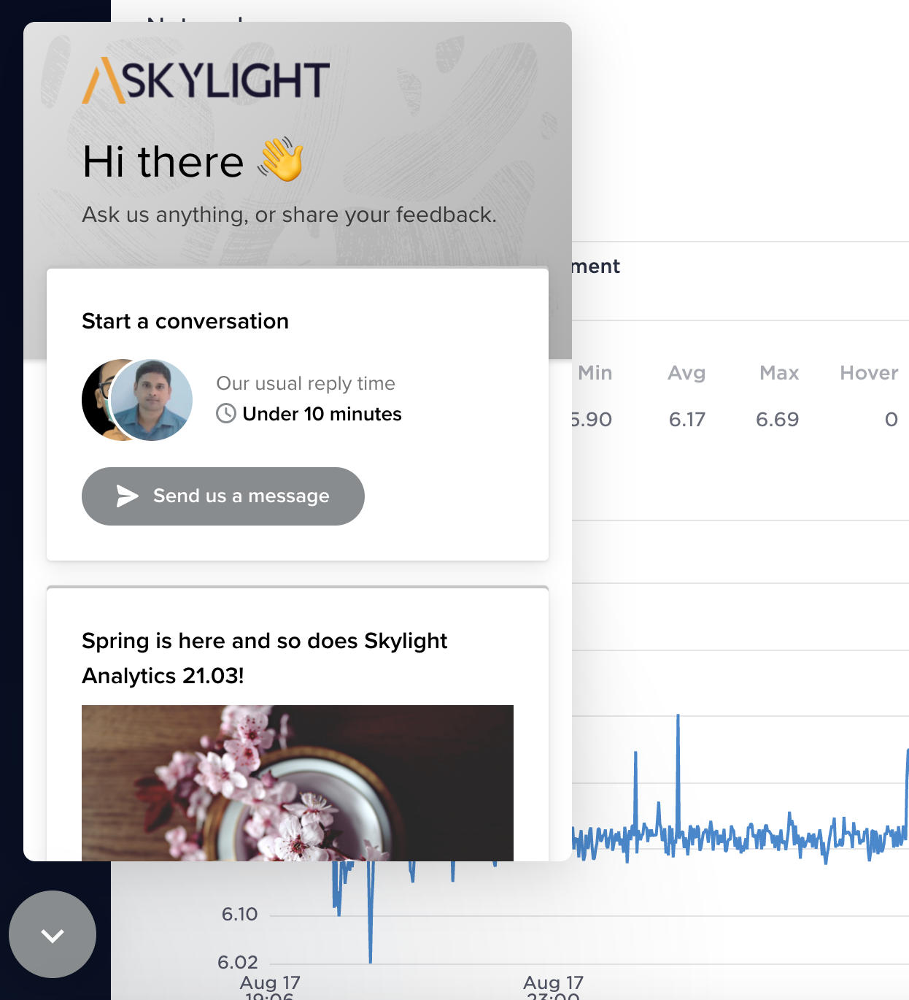 SKYLIGHT
Hi there 👋
Ask us anything, or share your feedback.
Start a conversation
Our usual reply time
Under 10 minutes
Send us a message
Spring is here and so does Skylight
Analytics 21.03!
ment
Min Avg Max Hover
5.90 6.17 6.69 0
6.10
6.02
Aug 17 Aug 17
19:06 23:00